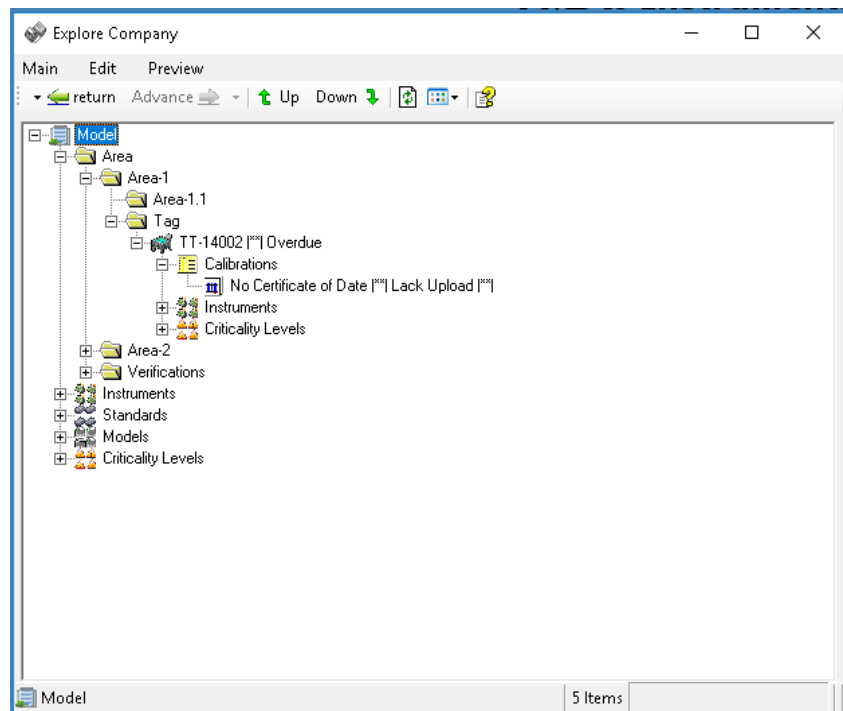 Explore Company
Main Edit Preview
return Advance Up Down
Model
Area
Area-1
Area-1.1
Tag
TT-14002 |**| Overdue
Calibrations
No Certificate of Date |**| Lack Upload |**|
Instruments
Criticality Levels
Area-2
Verifications
Instruments
Standards
Models
Criticality Levels
Model 5 Items